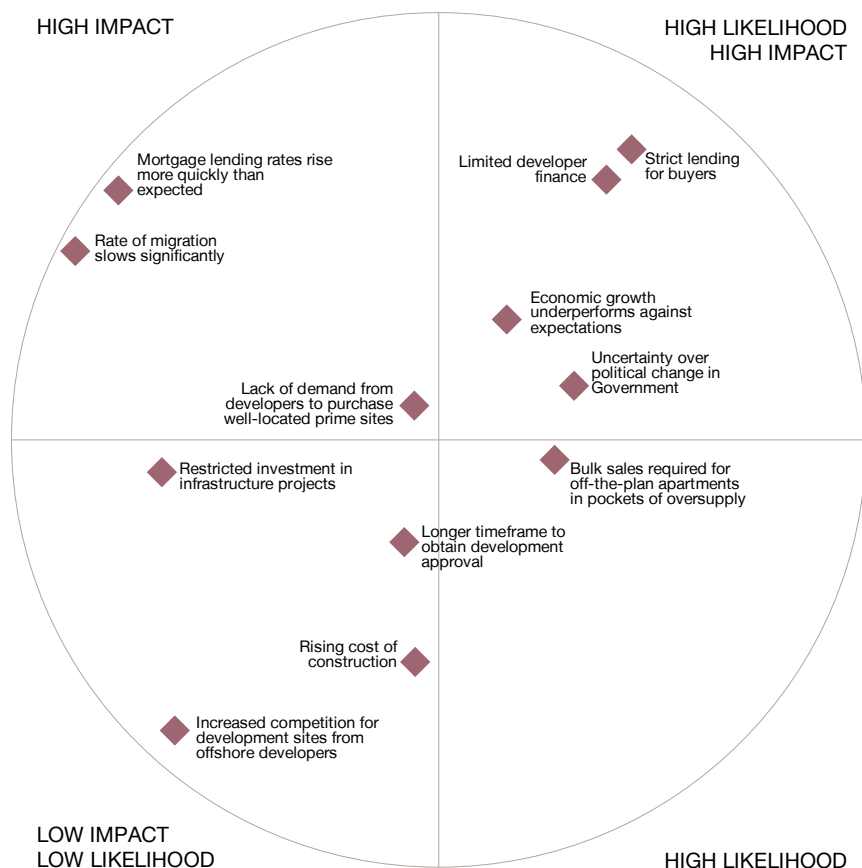 HIGH IMPACT
HIGH LIKELIHOOD
HIGH IMPACT
Mortgage lending rates rise
more quickly than
expected
Limited developer
finance
Strict lending
for buyers
Rate of migration
slows significantly
Economic growth
underperforms against
expectations
Uncertainty over
political change in
Government
Lack of demand from
developers to purchase
well-located prime sites
Restricted investment in
infrastructure projects
Bulk sales required for
off-the-plan apartments
in pockets of oversupply
Longer timeframe to
obtain development
approval
Rising cost of
construction
Increased competition for
development sites from
offshore developers
LOW IMPACT
LOW LIKELIHOOD
HIGH LIKELIHOOD